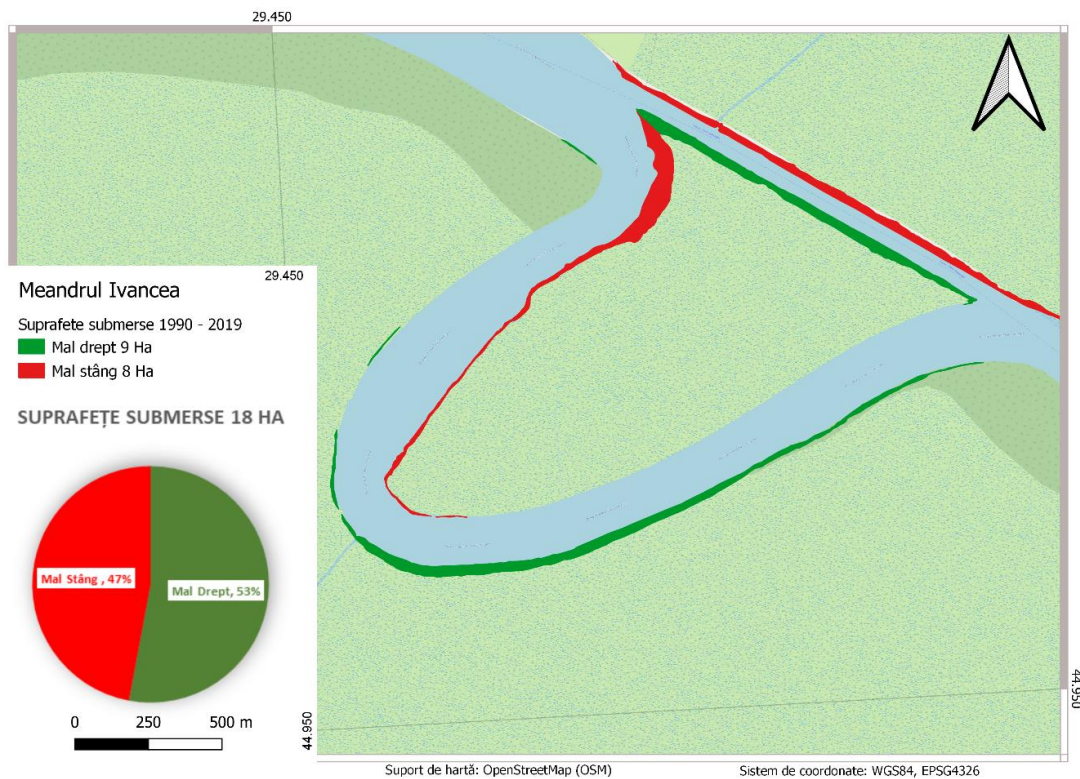 29.450
29.450
Meandrul Ivancea
Suprafete submerse 1990 - 2019
Mal drept 9 Ha
Mal stâng 8 Ha
SUPRAFEȚE SUBMERSE 18 HA
Mal Stâng , 47%
Mal Drept, 53%
0 250 500 m
44.950
44.950
Suport de hartă: OpenStreetMap (OSM)
Sistem de coordonate: WGS84, EPSG4326